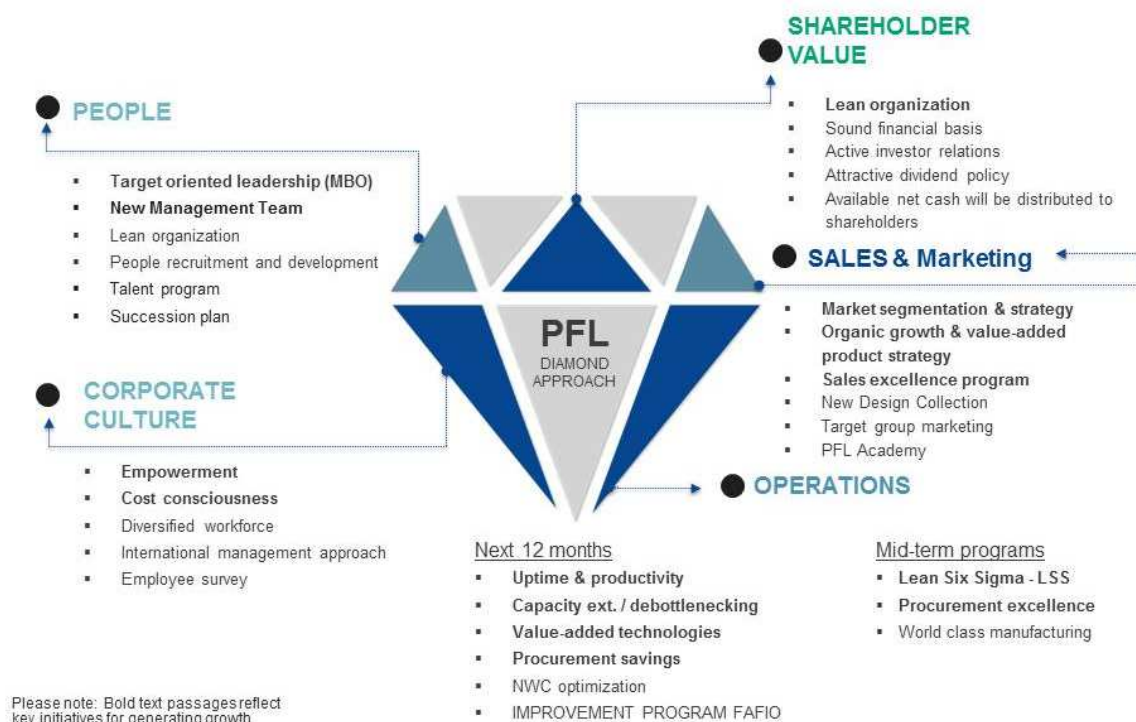 SHAREHOLDER
VALUE
▪ Lean organization
▪ Sound financial basis
▪ Active investor relations
▪ Attractive dividend policy
▪ Available net cash will be distributed to
shareholders
PEOPLE
▪ Target oriented leadership (MBO)
▪ New Management Team
▪ Lean organization
▪ People recruitment and development
▪ Talent program
▪ Succession plan
SALES & Marketing
▪ Market segmentation & strategy
▪ Organic growth & value-added
product strategy
▪ Sales excellence program
▪ New Design Collection
▪ Target group marketing
▪ PFL Academy
PFL
DIAMOND
APPROACH
CORPORATE
CULTURE
▪ Empowerment
▪ Cost consciousness
▪ Diversified workforce
▪ International management approach
▪ Employee survey
OPERATIONS
Next 12 months
▪ Uptime & productivity
▪ Capacity ext. / debottlenecking
▪ Value-added technologies
▪ Procurement savings
▪ NWC optimization
▪ IMPROVEMENT PROGRAM FAFIO
Mid-term programs
▪ Lean Six Sigma - LSS
▪ Procurement excellence
▪ World class manufacturing
Please note: Bold text passages reflect
key initiatives for generating growth